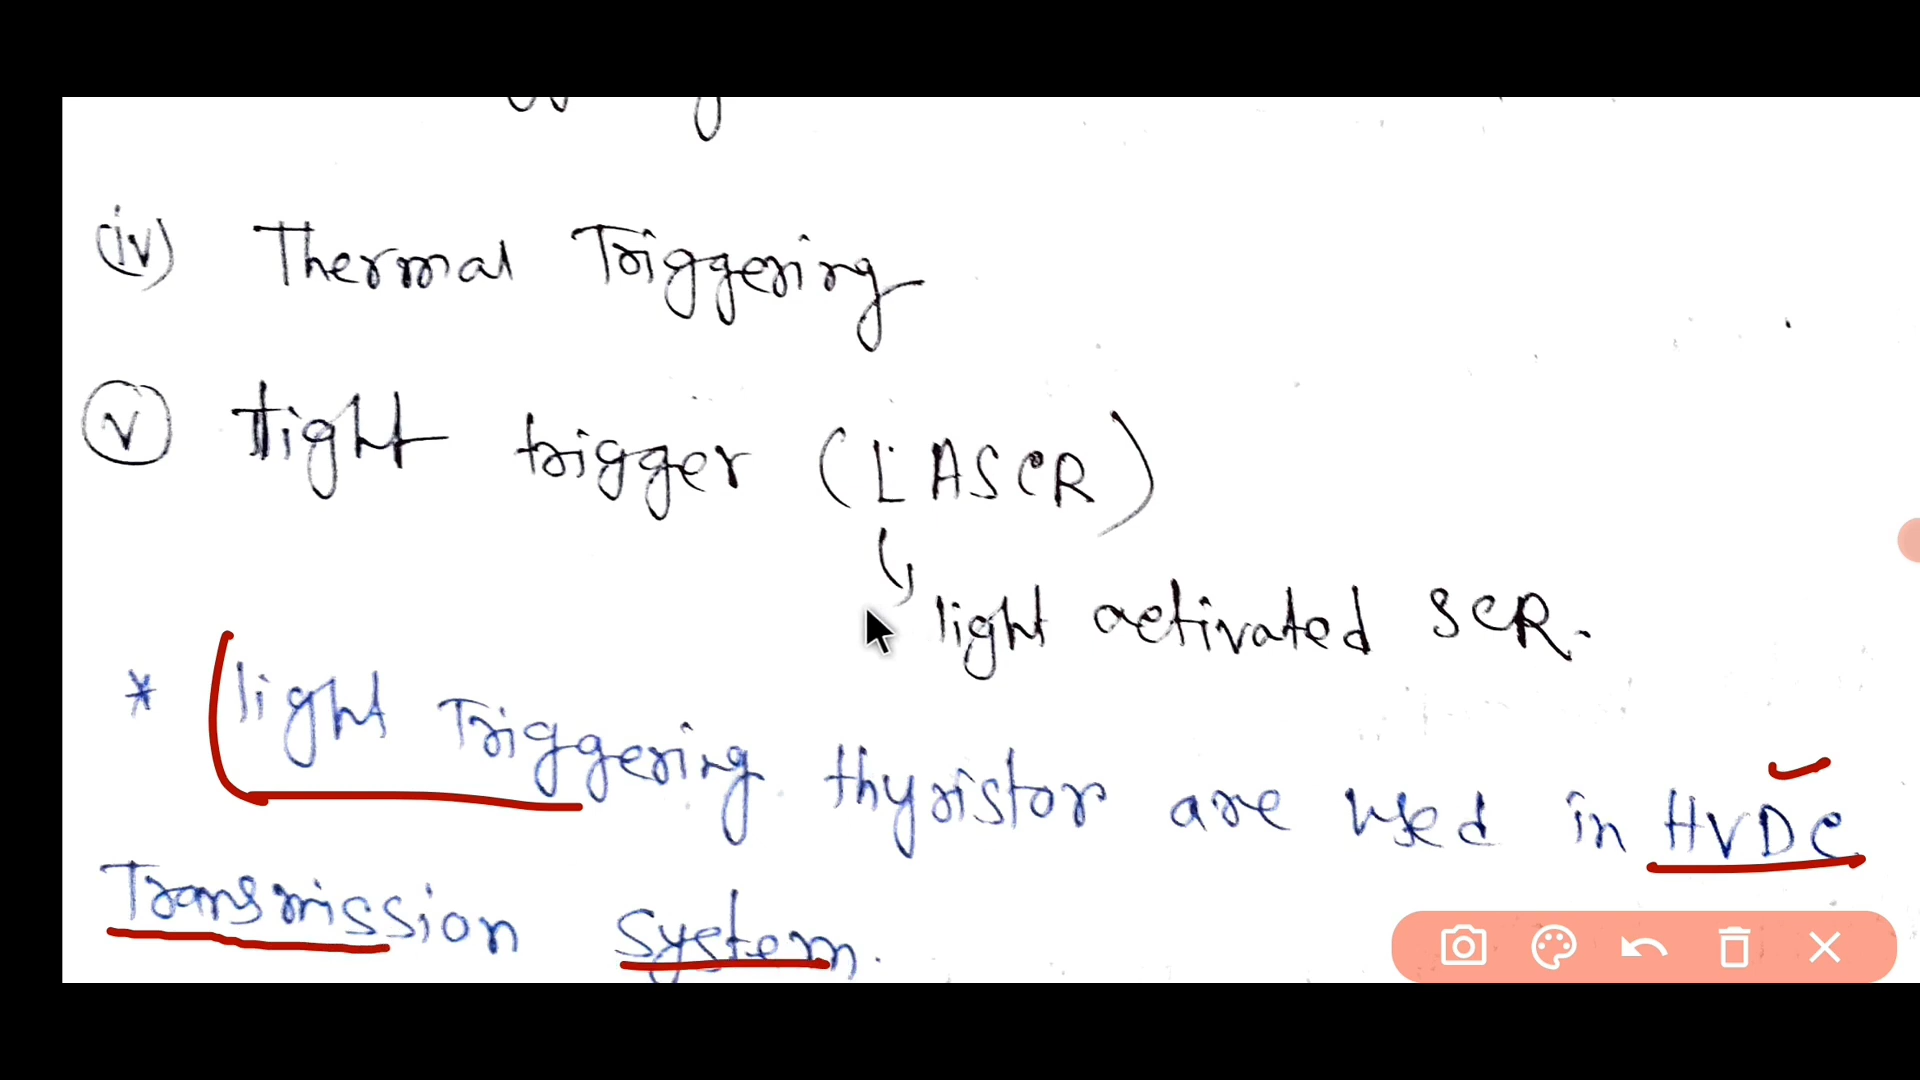 (iv) Thermal Triggering
(v) light trigger (LASCR)
light activated SCR.
* light Triggering thyristor are used in HVDC
Transmission system.